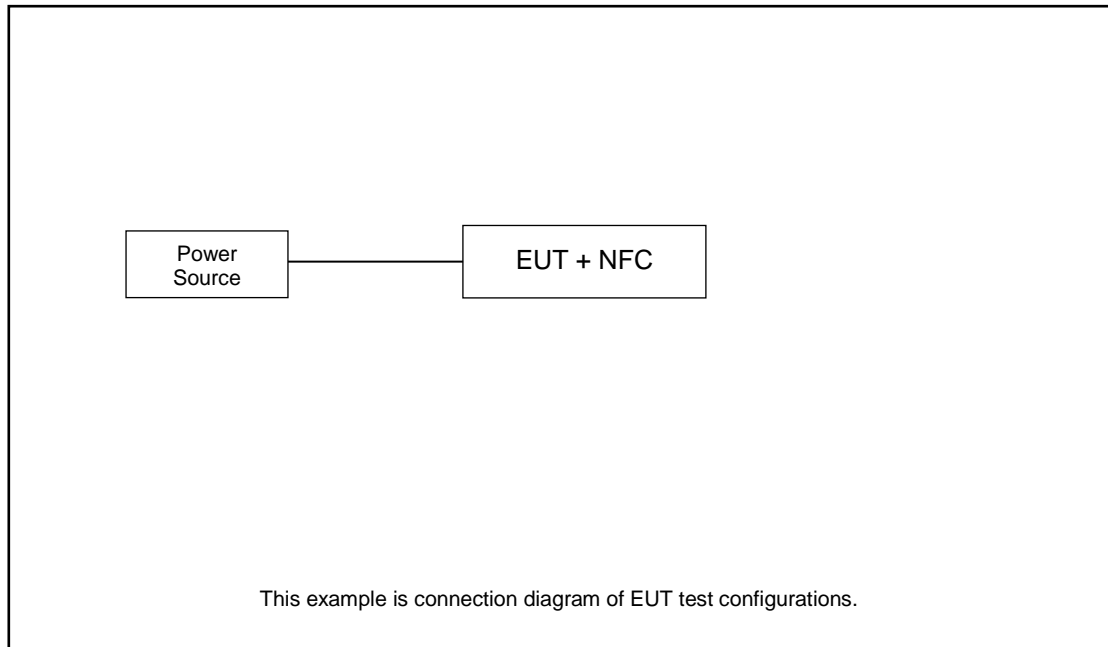 Power
Source
EUT + NFC
This example is connection diagram of EUT test configurations.